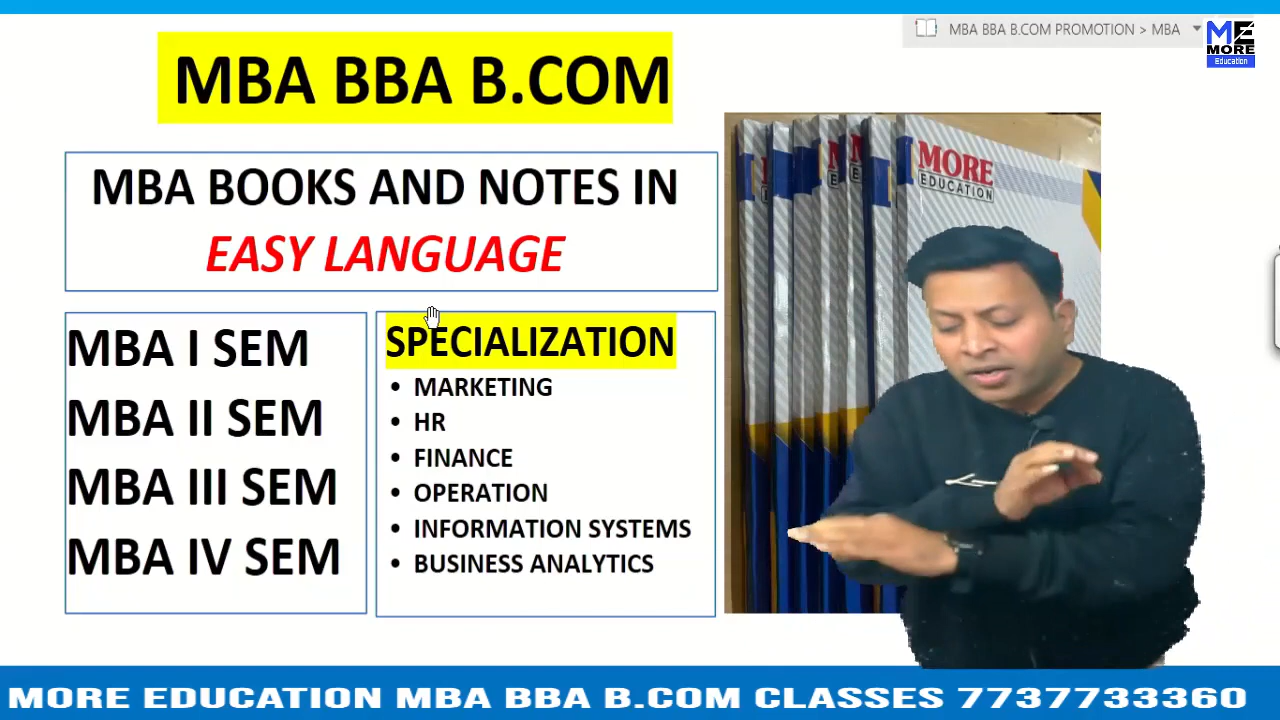 MBA BBA B.COM PROMOTION > MBA
ME
MORE
Education
MBA BBA B.COM
MBA BOOKS AND NOTES IN
EASY LANGUAGE
MBA I SEM
MBA II SEM
MBA III SEM
MBA IV SEM
SPECIALIZATION
• MARKETING
• HR
• FINANCE
• OPERATION
• INFORMATION SYSTEMS
• BUSINESS ANALYTICS
MORE
EDUCATION
MORE EDUCATION MBA BBA B.COM CLASSES 7737733360